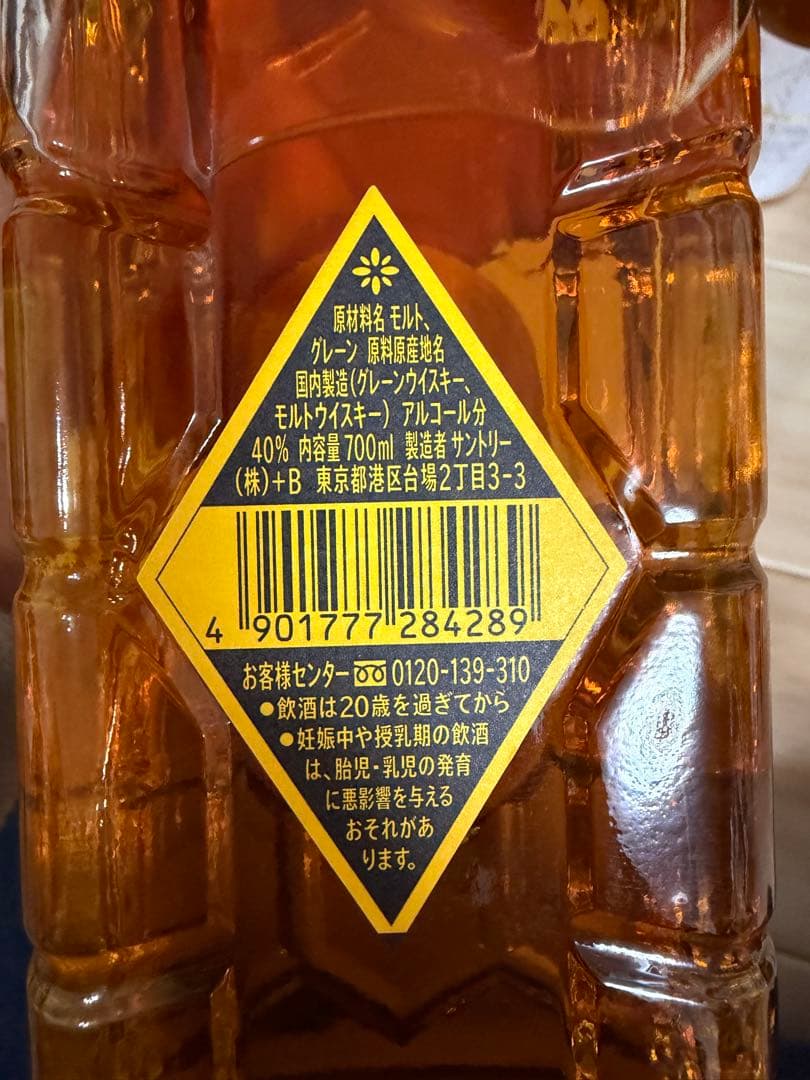 原材料名 モルト、
グレーン 原料原産地名
国内製造(グレーンウイスキー、
モルトウイスキー) アルコール分
40% 内容量 700ml 製造者 サントリー
(株)+B 東京都港区台場2丁目3-3
4 901777 284289
お客様センター 0120-139-310
●飲酒は20歳を過ぎてから
●妊娠中や授乳期の飲酒
は、胎児・乳児の発育
に悪影響を与える
おそれがあ
ります。